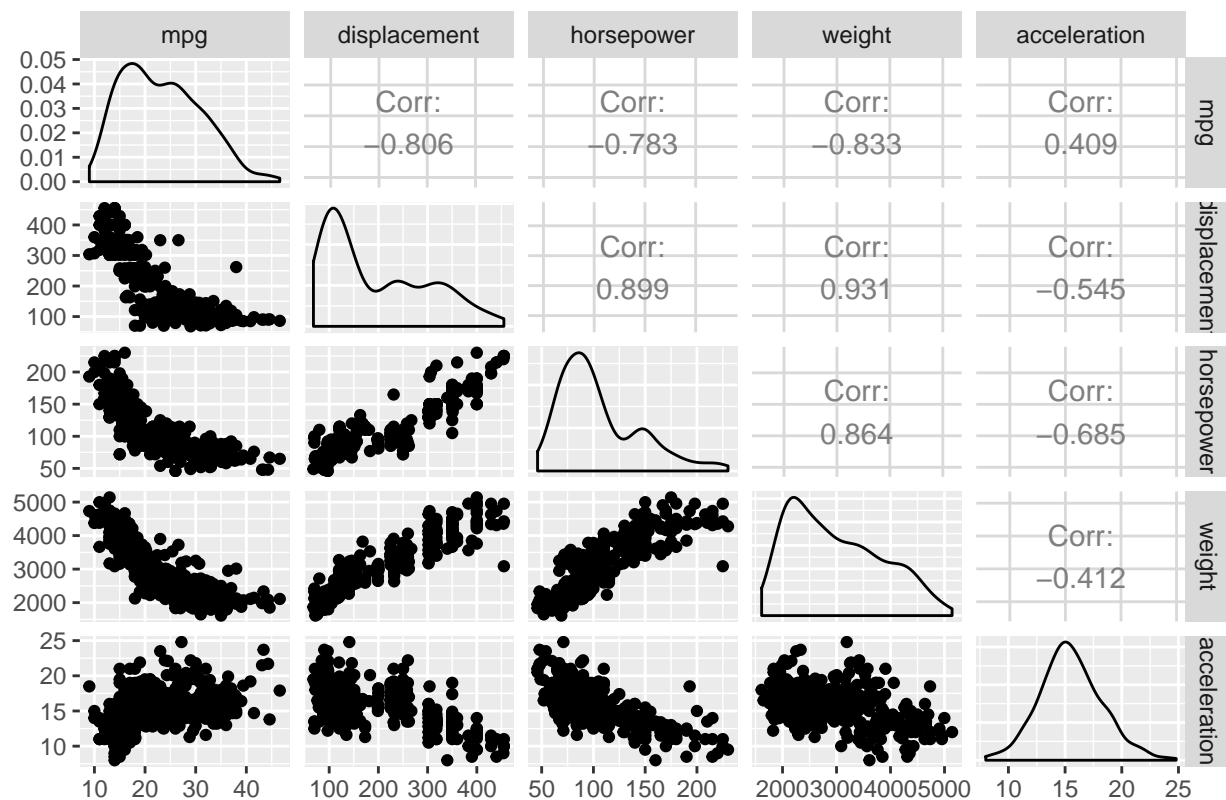 mpg displacement horsepower weight acceleration
0.05
0.04
0.03
0.02
0.01
0.00
Corr:
−0.806
Corr:
−0.783
Corr:
−0.833
Corr:
0.409
mpg
400
300
200
100
Corr:
0.899
Corr:
0.931
Corr:
−0.545
displacement
200
150
100
50
Corr:
0.864
Corr:
−0.685
horsepower
5000
4000
3000
2000
Corr:
−0.412
weight
25
20
15
10
acceleration
10 20 30 40 100 200 300 400 50 100 150 200 2000 3000 4000 5000 10 15 20 25